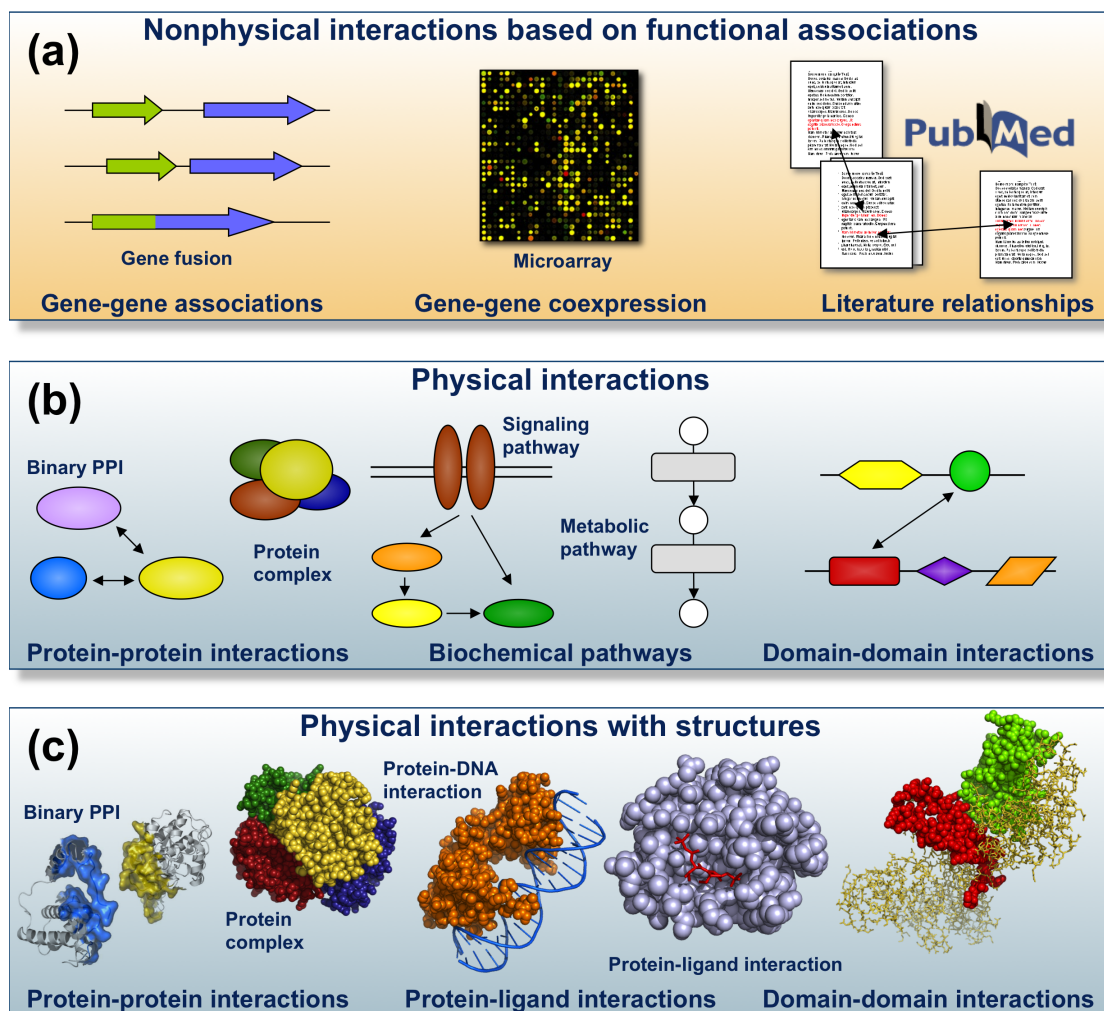 Nonphysical interactions based on functional associations
(a)
PubMed
Gene fusion
Microarray
Gene-gene associations
Gene-gene coexpression
Literature relationships
Physical interactions
(b)
Signaling
pathway
Binary PPI
Metabolic
pathway
Protein
complex
Protein-protein interactions
Biochemical pathways
Domain-domain interactions
Physical interactions with structures
(c)
Protein-DNA
interaction
Binary PPI
Protein
complex
Protein-ligand interaction
Protein-protein interactions
Protein-ligand interactions
Domain-domain interactions